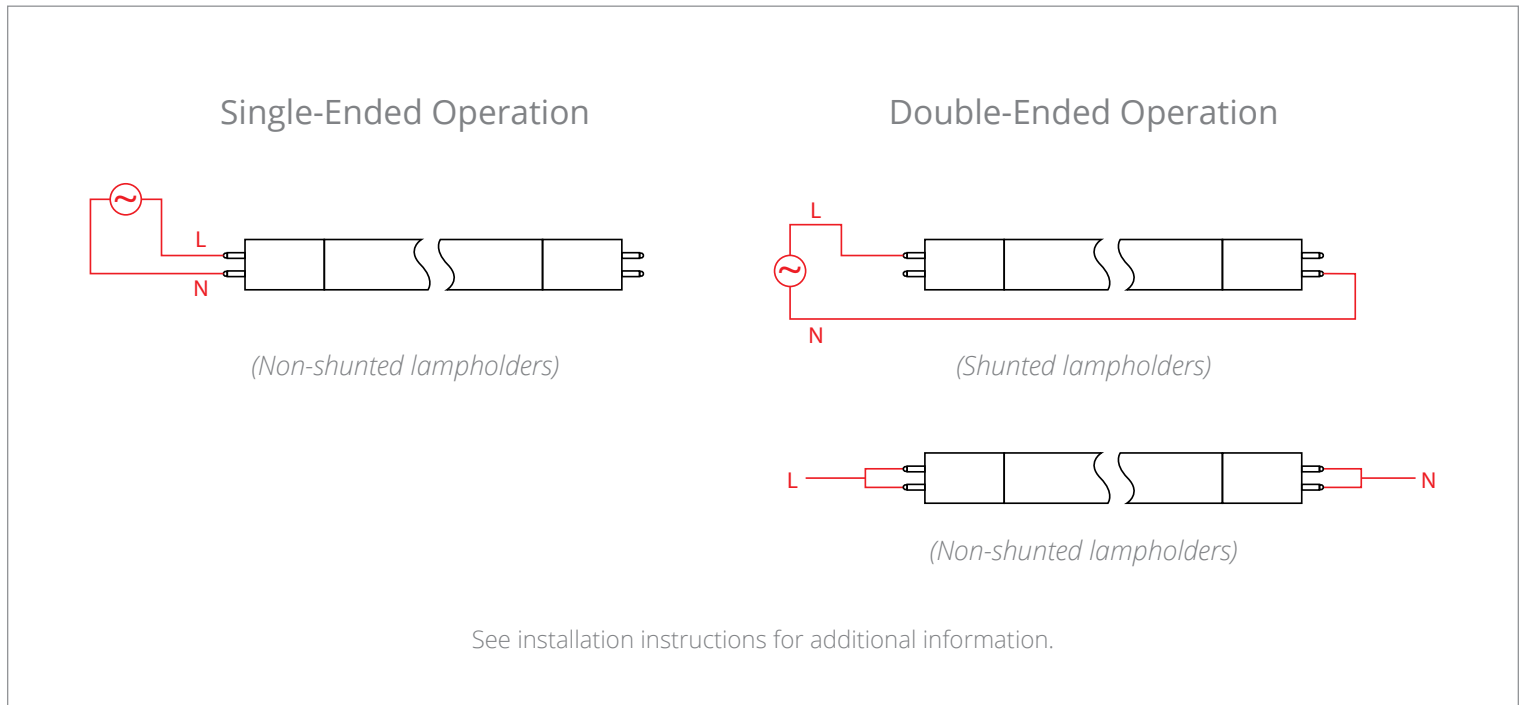 Single-Ended Operation
L
N
(Non-shunted lampholders)
Double-Ended Operation
L
N
(Shunted lampholders)
L
N
(Non-shunted lampholders)
See installation instructions for additional information.